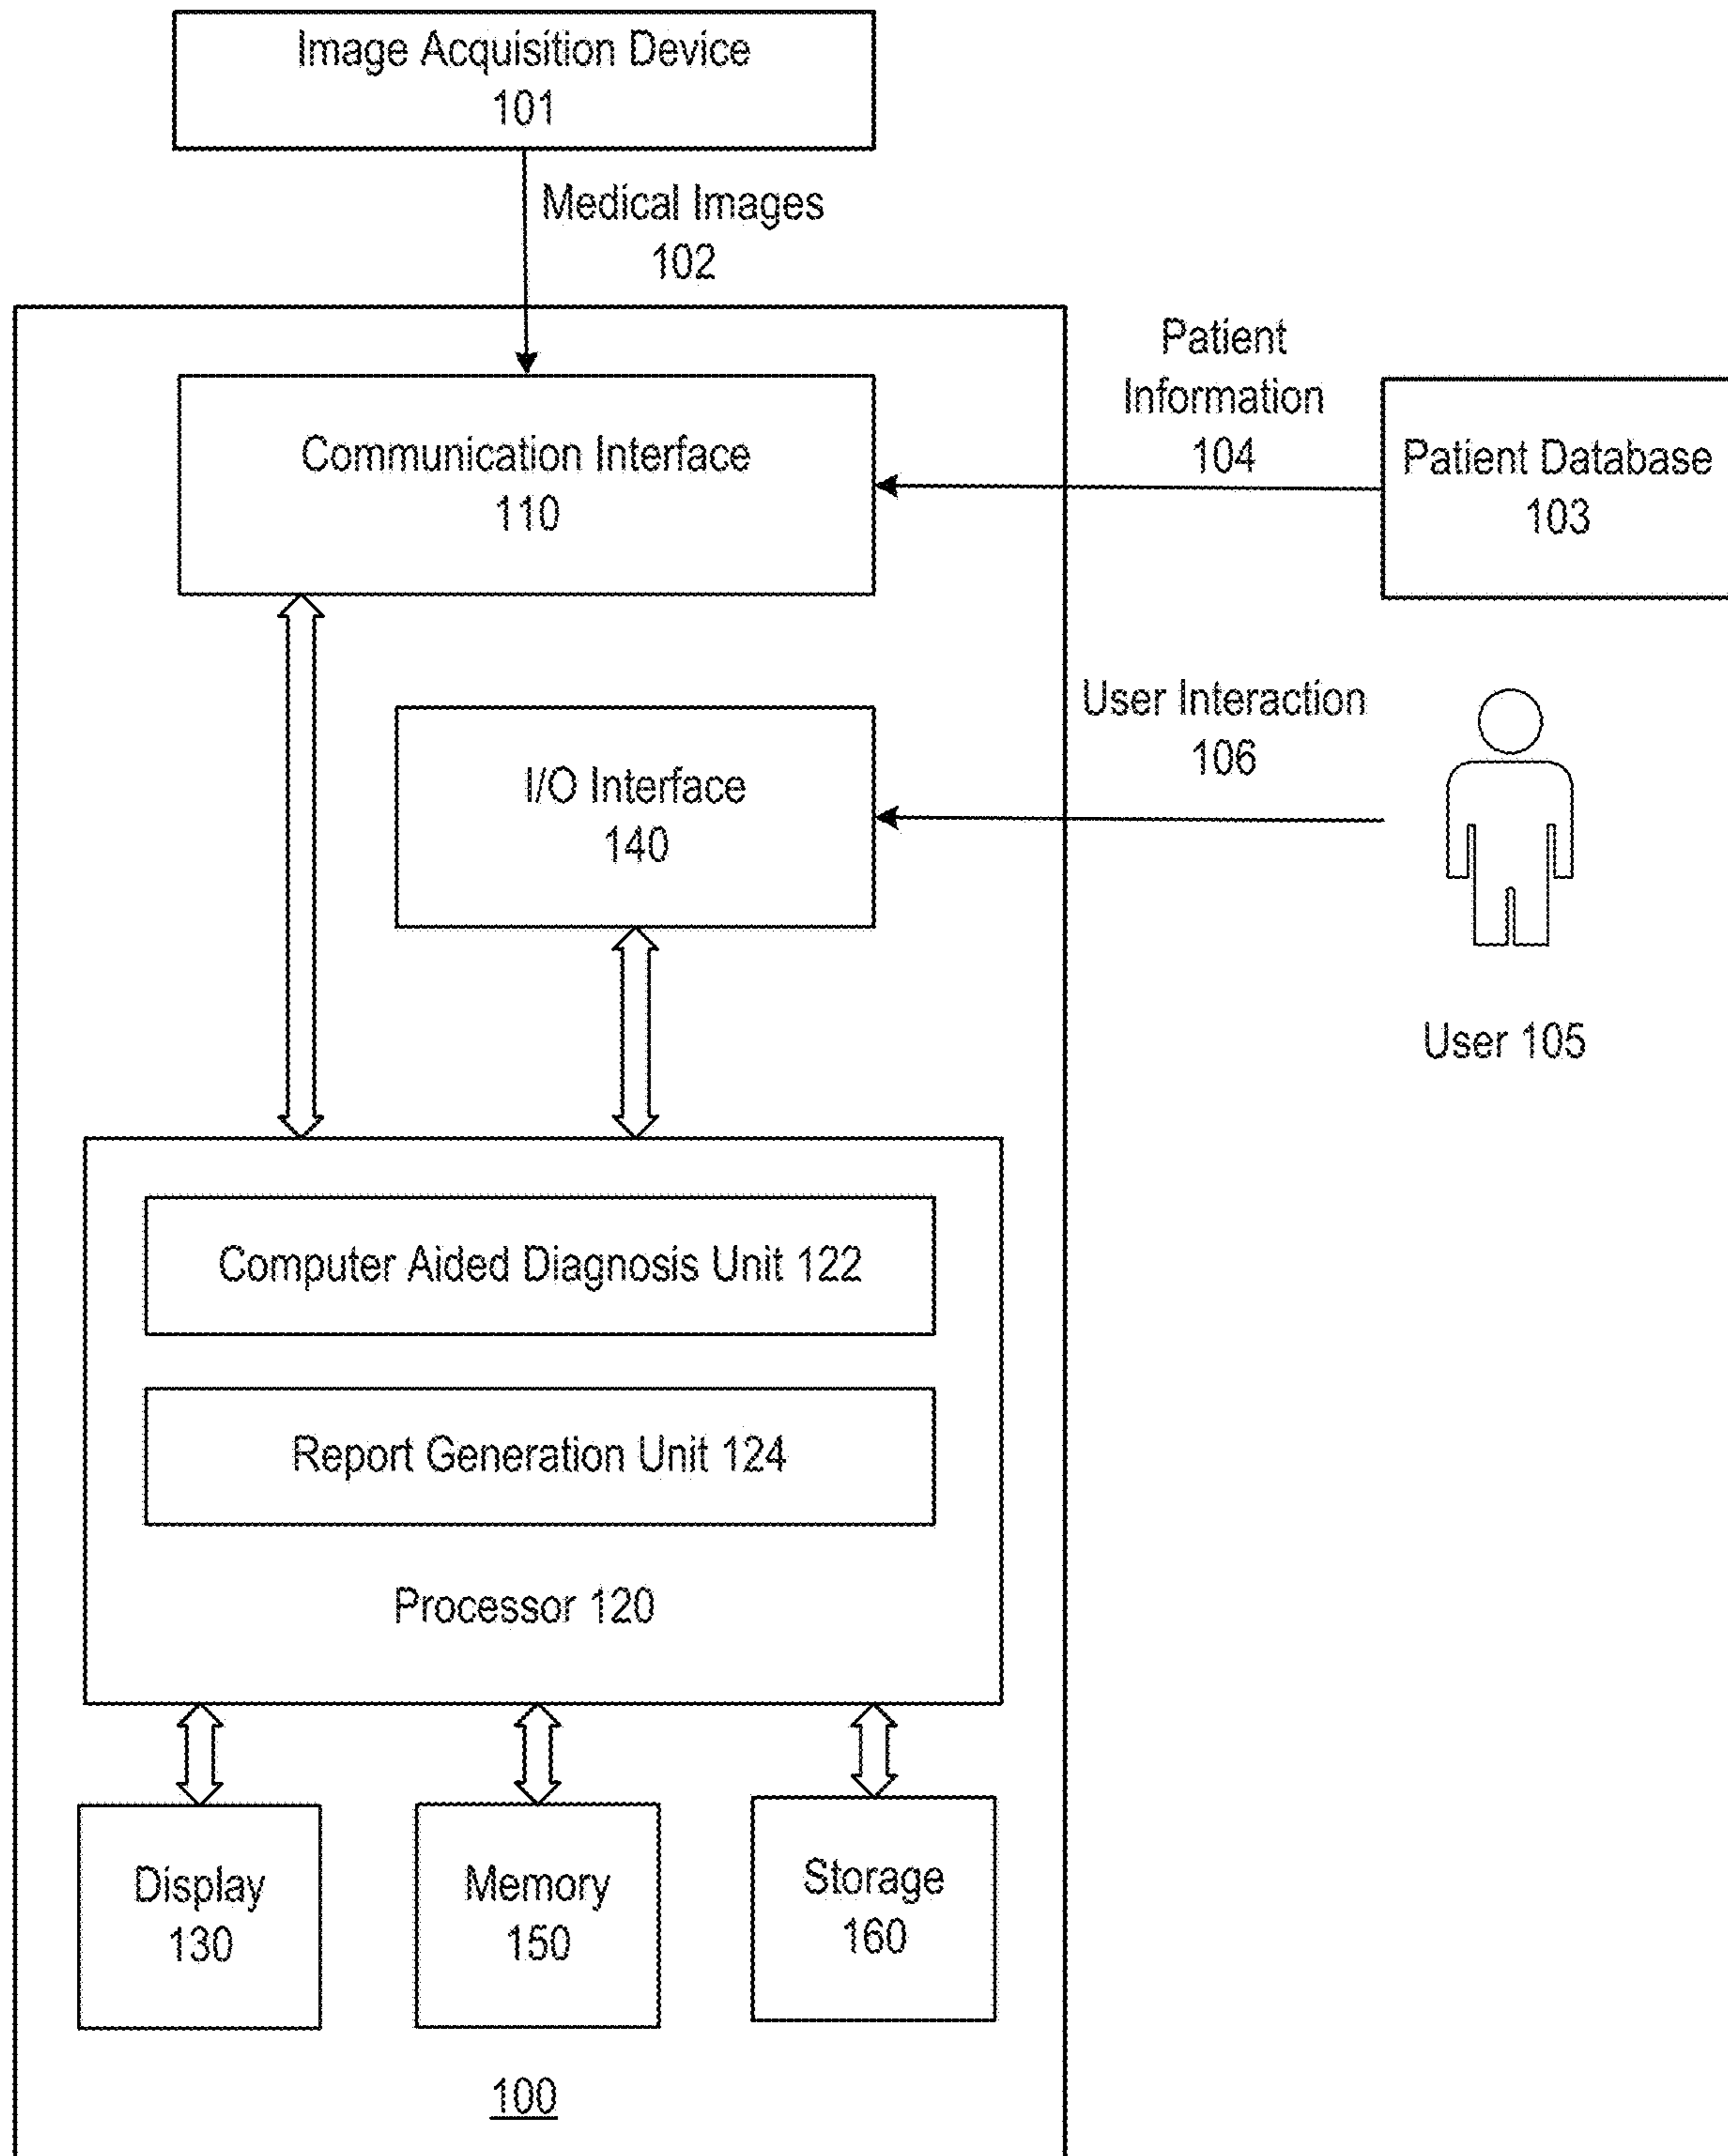 Image Acquisition Device
101
Medical Images
102
Patient
Information
104
Communication Interface
110
Patient Database
103
User Interaction
106
I/O Interface
140
User 105
Computer Aided Diagnosis Unit 122
Report Generation Unit 124
Processor 120
Display
130
Memory
150
Storage
160
100